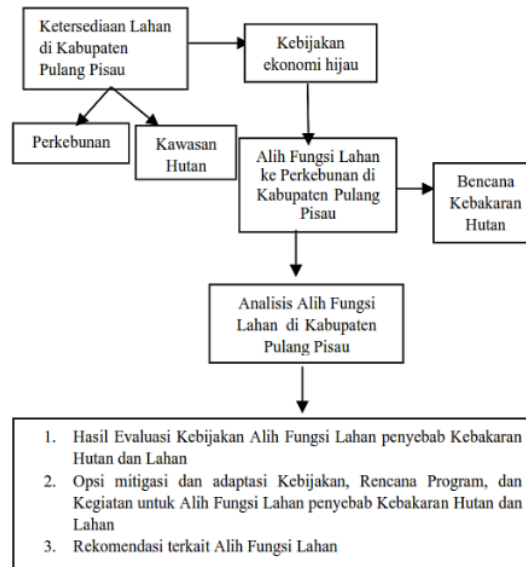 Ketersediaan Lahan
di Kabupaten
Pulang Pisau
Kebijakan
ekonomi hijau
Perkebunan
Kawasan
Hutan
Alih Fungsi Lahan
ke Perkebunan di
Kabupaten Pulang
Pisau
Bencana
Kebakaran
Hutan
Analisis Alih Fungsi
Lahan di Kabupaten
Pulang Pisau
1. Hasil Evaluasi Kebijakan Alih Fungsi Lahan penyebab Kebakaran
Hutan dan Lahan
2. Opsi mitigasi dan adaptasi Kebijakan, Rencana Program, dan
Kegiatan untuk Alih Fungsi Lahan penyebab Kebakaran Hutan dan
Lahan
3. Rekomendasi terkait Alih Fungsi Lahan